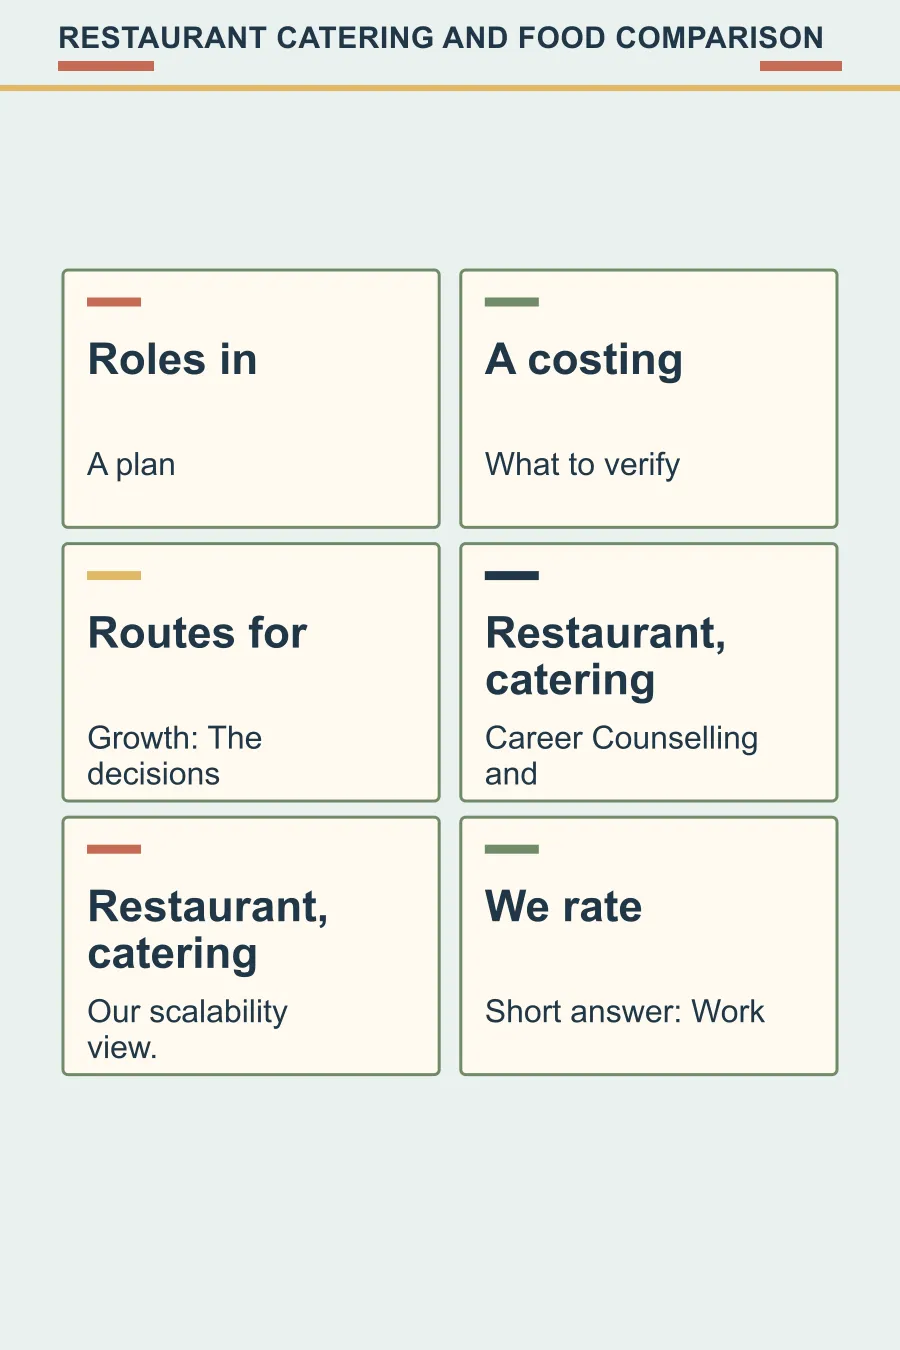 RESTAURANT CATERING AND FOOD COMPARISON
Roles in
A plan
A costing
What to verify
Routes for
Growth: The
decisions
Restaurant,
catering
Career Counselling
and
Restaurant,
catering
Our scalability
view.
We rate
Short answer: Work